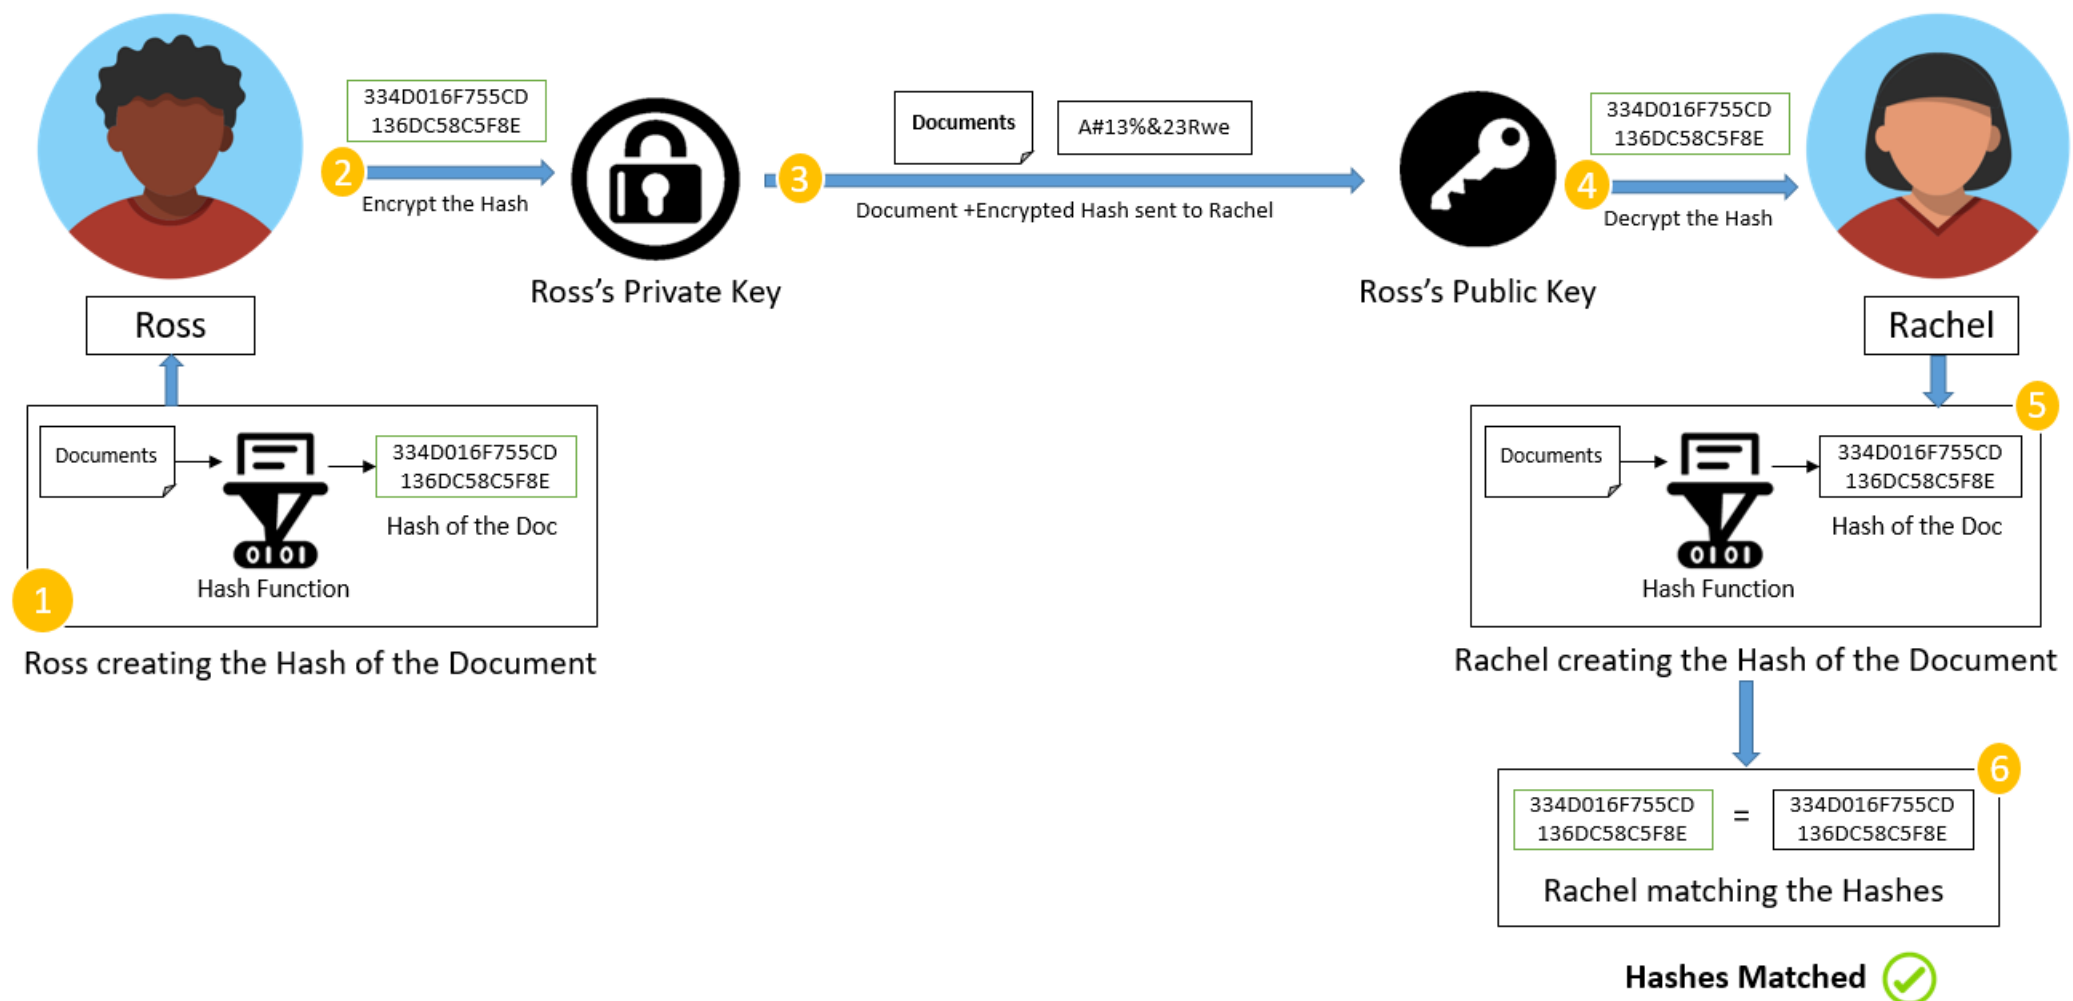 334D016F755CD
136DC58C5F8E
2
Encrypt the Hash
Ross's Private Key
Documents
A#13%&23Rwe
3
Document +Encrypted Hash sent to Rachel
Ross's Public Key
334D016F755CD
136DC58C5F8E
4
Decrypt the Hash
Ross
Rachel
Documents
334D016F755CD
136DC58C5F8E
Hash of the Doc
0101
Hash Function
1
Ross creating the Hash of the Document
5
Documents
334D016F755CD
136DC58C5F8E
Hash of the Doc
0101
Hash Function
Rachel creating the Hash of the Document
6
334D016F755CD
136DC58C5F8E
=
334D016F755CD
136DC58C5F8E
Rachel matching the Hashes
Hashes Matched